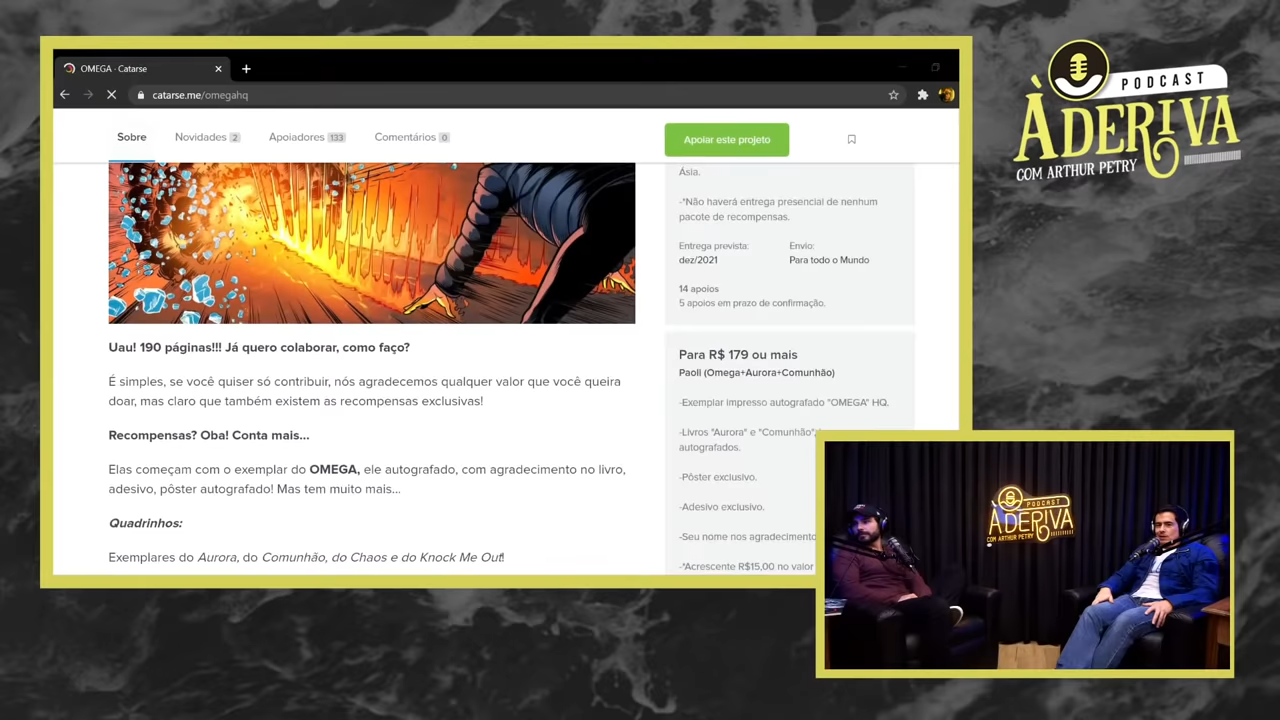 OMEGA · Catarse
catarse.me/omegahq
Sobre
Novidades 2
Apoiadores 133
Comentários 0
Apoiar este projeto
Ásia.
-*Não haverá entrega presencial de nenhum
pacote de recompensas.
Entrega prevista:
dez/2021
Envio:
Para todo o Mundo
14 apoios
5 apoios em prazo de confirmação.
Uau! 190 páginas!!! Já quero colaborar, como faço?
É simples, se você quiser só contribuir, nós agradecemos qualquer valor que você queira
doar, mas claro que também existem as recompensas exclusivas!
Recompensas? Oba! Conta mais...
Elas começam com o exemplar do OMEGA, ele autografado, com agradecimento no livro,
adesivo, pôster autografado! Mas tem muito mais...
Quadrinhos:
Exemplares do Aurora, do Comunhão, do Chaos e do Knock Me Out!
Para R$ 179 ou mais
Paoli (Omega+Aurora+Comunhão)
-Exemplar impresso autografado "OMEGA" HQ.
-Livros "Aurora" e "Comunhão",
autografados.
-Pôster exclusivo.
-Adesivo exclusivo.
-Seu nome nos agradecimento
-*Acrescente R$15,00 no valor
PODCAST
À DERIVA
COM ARTHUR PETRY
PODCAST
ÀDERIVA
COM ARTHUR PETRY